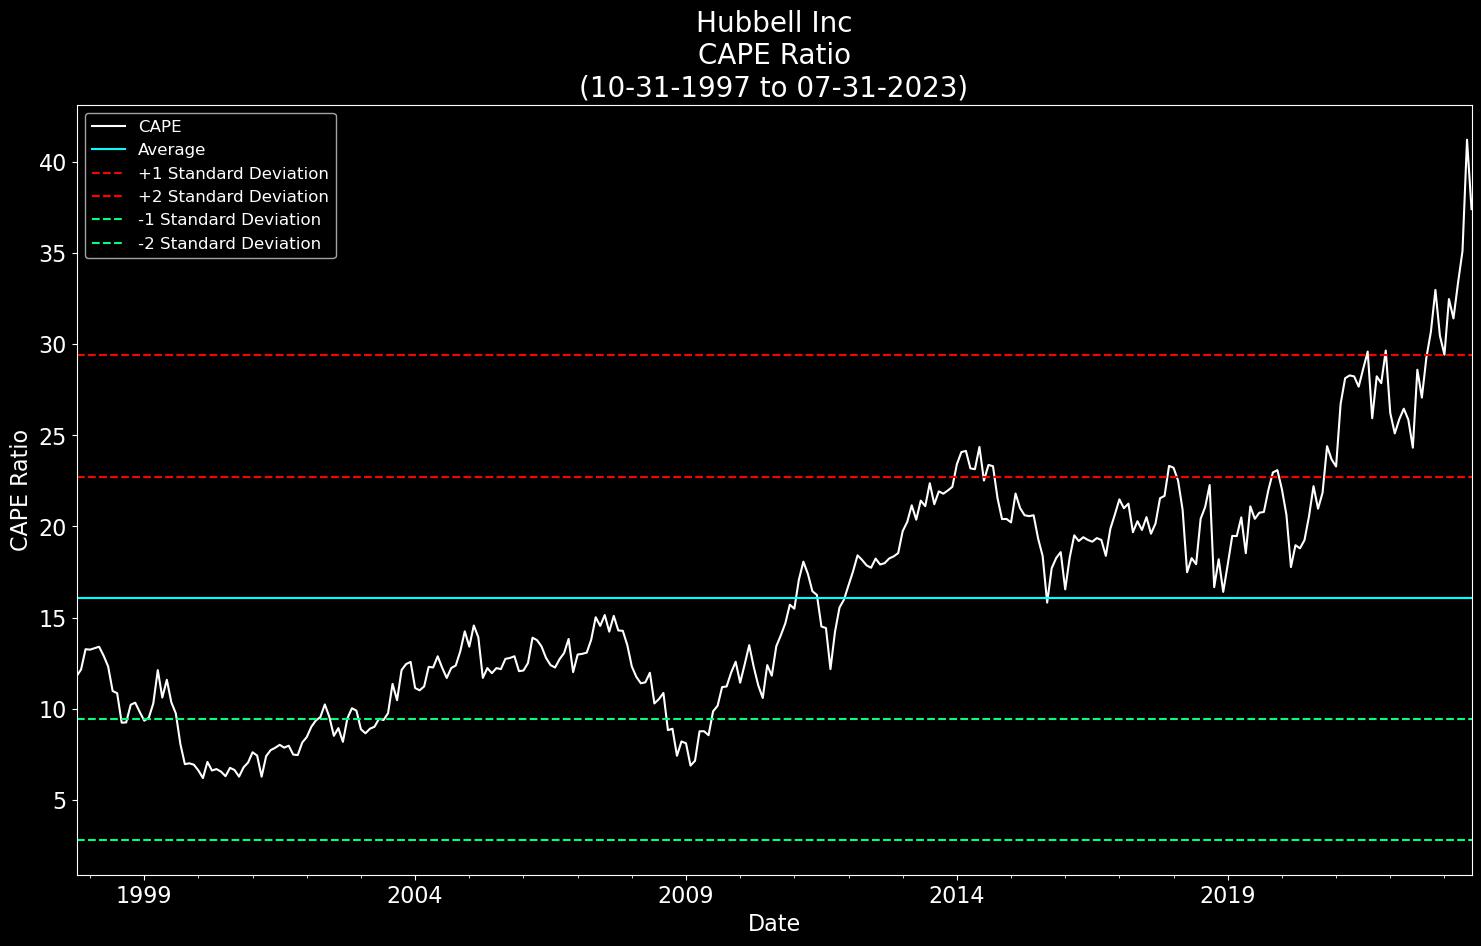 Hubbell Inc
CAPE Ratio
(10-31-1997 to 07-31-2023)
CAPE
Average
+1 Standard Deviation
+2 Standard Deviation
-1 Standard Deviation
-2 Standard Deviation
40
35
30
25
20
15
10
5
CAPE Ratio
1999 2004 2009 2014 2019
Date